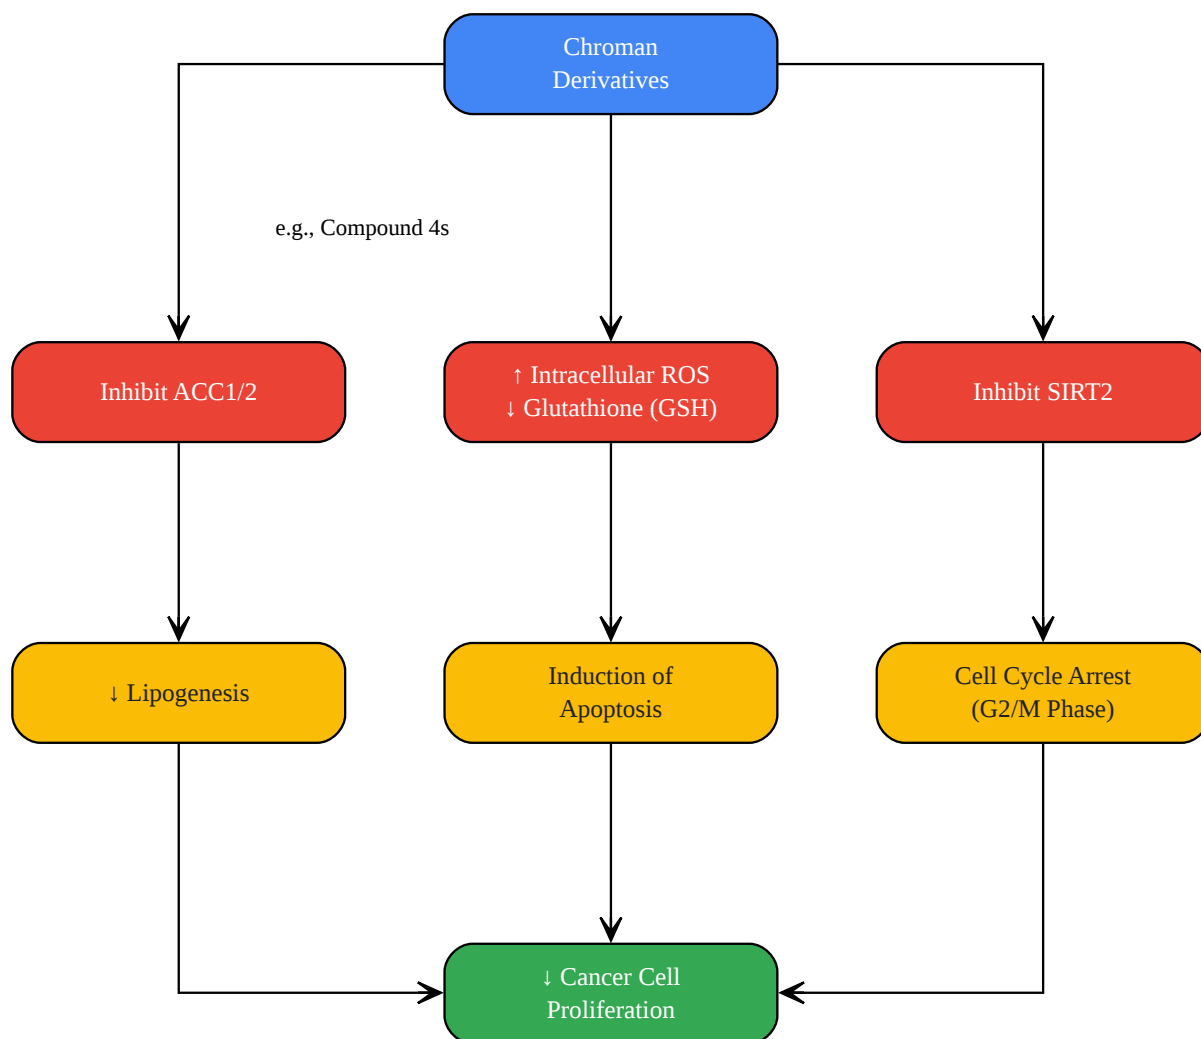 Chroman
Derivatives
e.g., Compound 4s
Inhibit ACC1/2
↑ Intracellular ROS
↓ Glutathione (GSH)
Inhibit SIRT2
↓ Lipogenesis
Induction of
Apoptosis
Cell Cycle Arrest
(G2/M Phase)
↓ Cancer Cell
Proliferation